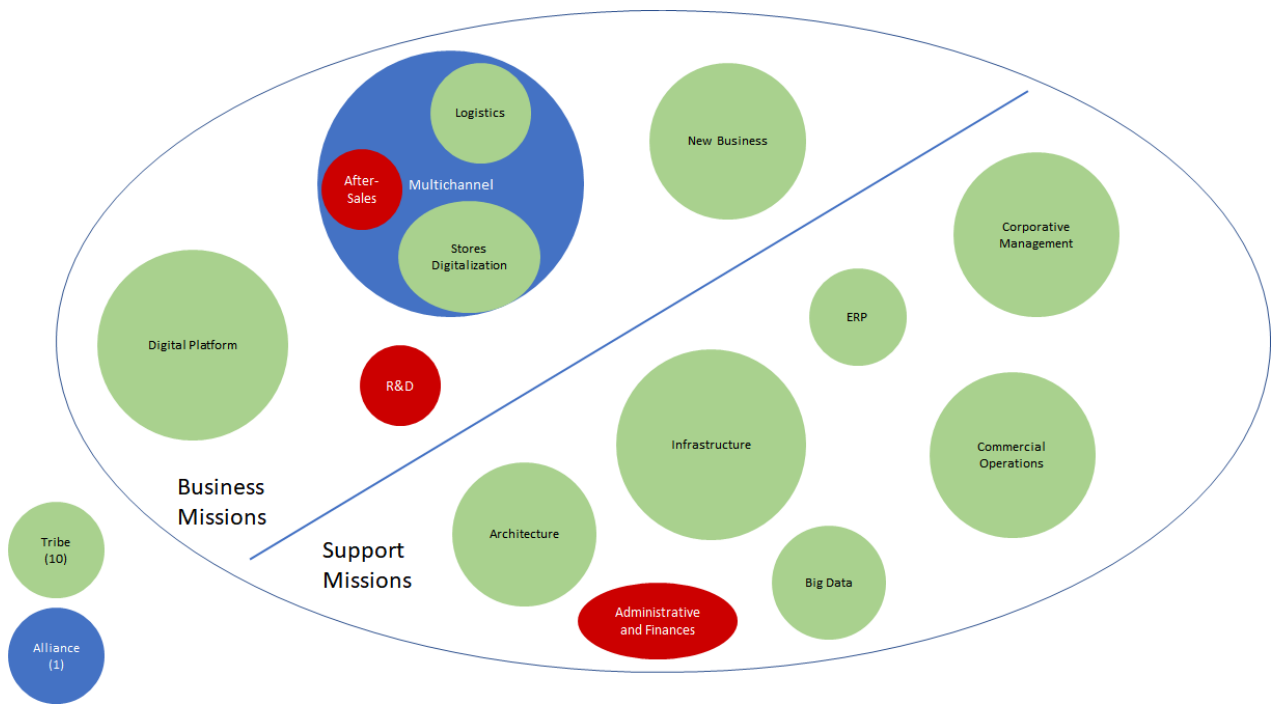 Logistics
New Business
After-
Sales
Multichannel
Corporative
Management
Stores
Digitalization
ERP
Digital Platform
R&D
Infrastructure
Commercial
Operations
Business
Missions
Architecture
Support
Missions
Big Data
Administrative
and Finances
Tribe
(10)
Alliance
(1)